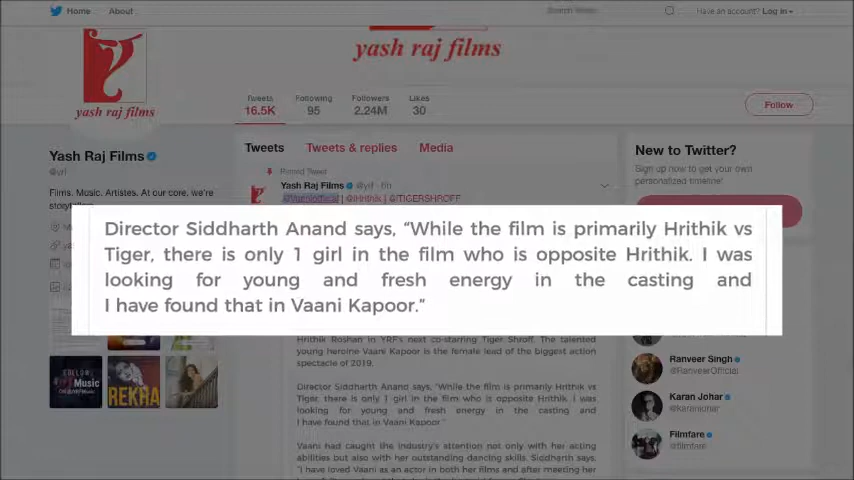 Home
About
Have an account? Log in
yash raj films
yash raj films
Tweets
Following
Followers
Likes
16.5K
95
2.24M
30
Follow
Yash Raj Films
@yrf
Films. Music. Artistes. At our core, we're
Tweets
Tweets & replies
Media
Pinned Tweet
Yash Raj Films @yrf · 6h
@Vaaniofficial | @iHrithik | @iTIGERSHROFF
New to Twitter?
Sign up now to get your own
personalized timeline!
Director Siddharth Anand says, “While the film is primarily Hrithik vs
Tiger, there is only 1 girl in the film who is opposite Hrithik. I was
looking for young and fresh energy in the casting and
I have found that in Vaani Kapoor.”
Hrithik Roshan in YRF's next co-starring Tiger Shroff. The talented
young heroine Vaani Kapoor is the female lead of the biggest action
spectacle of 2019.
Director Siddharth Anand says, "While the film is primarily Hrithik vs
Tiger, there is only 1 girl in the film who is opposite Hrithik. I was
looking for young and fresh energy in the casting and
I have found that in Vaani Kapoor."
Vaani had caught the industry's attention not only with her acting
abilities but also with her outstanding dancing skills. Siddharth says,
"I have loved Vaani as an actor in both her films and after meeting her
FOLLOW
Music
REKHA
Ranveer Singh
@RanveerOfficial
Karan Johar
@karanjohar
Filmfare
@filmfare